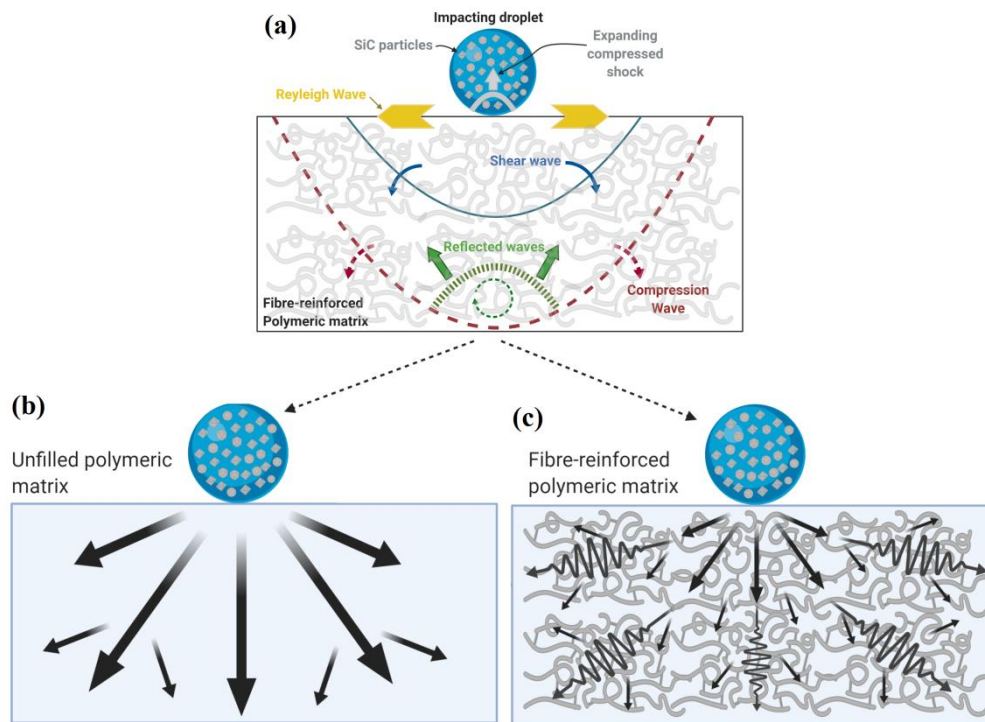 (a)
Impacting droplet
SiC particles
Expanding
compressed
shock
Reyleigh Wave
Shear wave
Reflected waves
Fibre-reinforced
Polymeric matrix
Compression
Wave
(b)
Unfilled polymeric
matrix
(c)
Fibre-reinforced
polymeric matrix